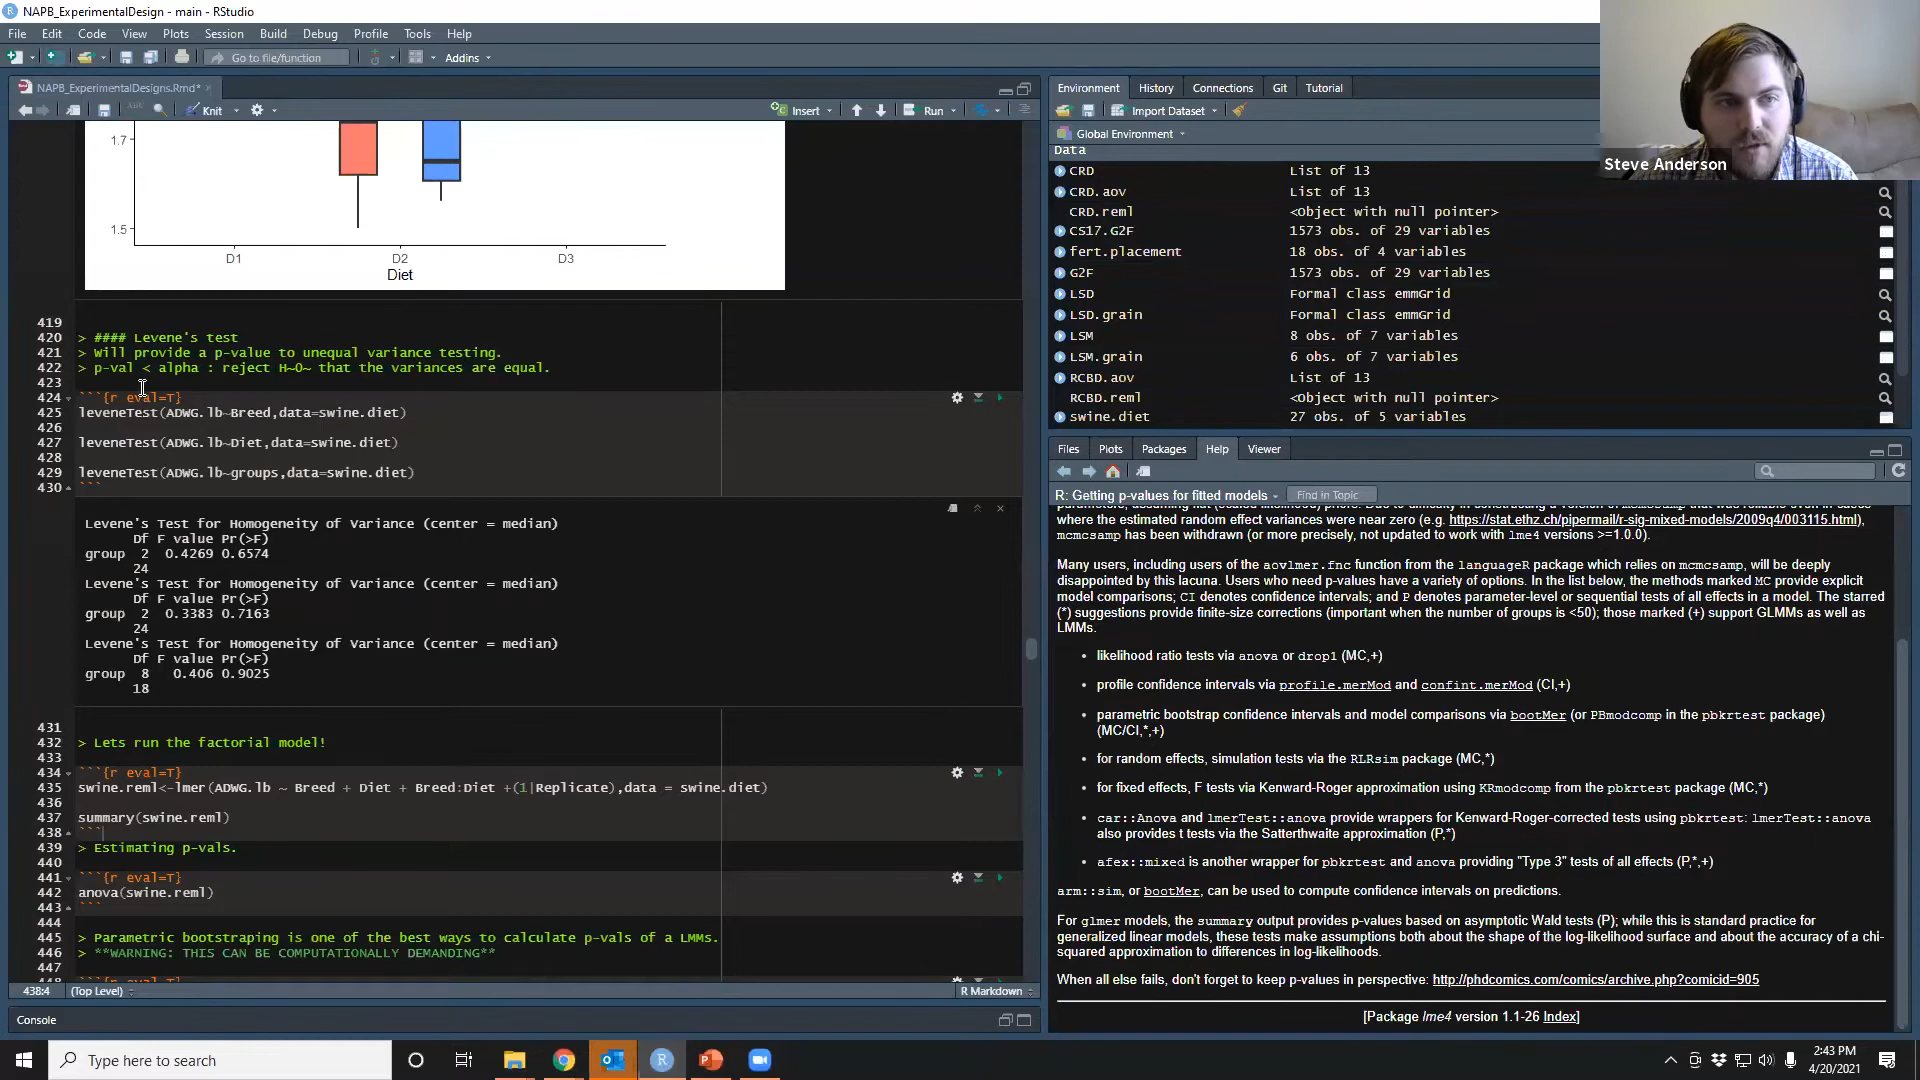 NAPB_ExperimentalDesign - main - RStudio
File Edit Code View Plots Session Build Debug Profile Tools Help
Go to file/function
Addins
NAPB_ExperimentalDesigns.Rmd*
Knit
Insert
Run
1.7
1.5
D1 D2 D3
Diet
419
420 > #### Levene's test
421 > Will provide a p-value to unequal variance testing.
422 > p-val < alpha : reject H~O~ that the variances are equal.
423
424 ```{r eval=T}
425 leveneTest(ADWG.lb~Breed,data=swine.diet)
426
427 leveneTest(ADWG.lb~Diet,data=swine.diet)
428
429 leveneTest(ADWG.lb~groups,data=swine.diet)
430 ```
Levene's Test for Homogeneity of Variance (center = median)
Df F value Pr(>F)
group 2 0.4269 0.6574
24
Levene's Test for Homogeneity of Variance (center = median)
Df F value Pr(>F)
group 2 0.3383 0.7163
24
Levene's Test for Homogeneity of Variance (center = median)
Df F value Pr(>F)
group 8 0.406 0.9025
18
431
432 > Lets run the factorial model!
433
434 ```{r eval=T}
435 swine.reml<-lmer(ADWG.lb ~ Breed + Diet + Breed:Diet +(1|Replicate),data = swine.diet)
436
437 summary(swine.reml)
438 ```
439 > Estimating p-vals.
440
441 ```{r eval=T}
442 anova(swine.reml)
443 ```
444
445 > Parametric bootstraping is one of the best ways to calculate p-vals of a LMMs.
446 > **WARNING: THIS CAN BE COMPUTATIONALLY DEMANDING**
447
448 ```{r eval=T}
438:4 (Top Level) R Markdown
Console
Environment History Connections Git Tutorial
Import Dataset
Global Environment
Data
CRD List of 13
CRD.aov List of 13
CRD.reml <Object with null pointer>
CS17.G2F 1573 obs. of 29 variables
fert.placement 18 obs. of 4 variables
G2F 1573 obs. of 29 variables
LSD Formal class emmGrid
LSD.grain Formal class emmGrid
LSM 8 obs. of 7 variables
LSM.grain 6 obs. of 7 variables
RCBD.aov List of 13
RCBD.reml <Object with null pointer>
swine.diet 27 obs. of 5 variables
Steve Anderson
Files Plots Packages Help Viewer
R: Getting p-values for fitted models Find in Topic
where the estimated random effect variances were near zero (e.g. https://stat.ethz.ch/pipermail/r-sig-mixed-models/2009q4/003115.html),
mcmcsamp has been withdrawn (or more precisely, not updated to work with lme4 versions >=1.0.0).
Many users, including users of the aovlmer.fnc function from the languageR package which relies on mcmcsamp, will be deeply
disappointed by this lacuna. Users who need p-values have a variety of options. In the list below, the methods marked MC provide explicit
model comparisons; CI denotes confidence intervals; and P denotes parameter-level or sequential tests of all effects in a model. The starred
(*) suggestions provide finite-size corrections (important when the number of groups is <50); those marked (+) support GLMMs as well as
LMMs.
• likelihood ratio tests via anova or drop1 (MC,+)
• profile confidence intervals via profile.merMod and confint.merMod (CI,+)
• parametric bootstrap confidence intervals and model comparisons via bootMer (or PBmodcomp in the pbkrtest package)
(MC/CI,*,+)
• for random effects, simulation tests via the RLRsim package (MC,*)
• for fixed effects, F tests via Kenward-Roger approximation using KRmodcomp from the pbkrtest package (MC,*)
• car::Anova and lmerTest::anova provide wrappers for Kenward-Roger-corrected tests using pbkrtest: lmerTest::anova
also provides t tests via the Satterthwaite approximation (P,*)
• afex::mixed is another wrapper for pbkrtest and anova providing "Type 3" tests of all effects (P,*,+)
arm::sim, or bootMer, can be used to compute confidence intervals on predictions.
For glmer models, the summary output provides p-values based on asymptotic Wald tests (P); while this is standard practice for
generalized linear models, these tests make assumptions both about the shape of the log-likelihood surface and about the accuracy of a chi-
squared approximation to differences in log-likelihoods.
When all else fails, don't forget to keep p-values in perspective: http://phdcomics.com/comics/archive.php?comicid=905
[Package lme4 version 1.1-26 Index]
Type here to search
2:43 PM
4/20/2021